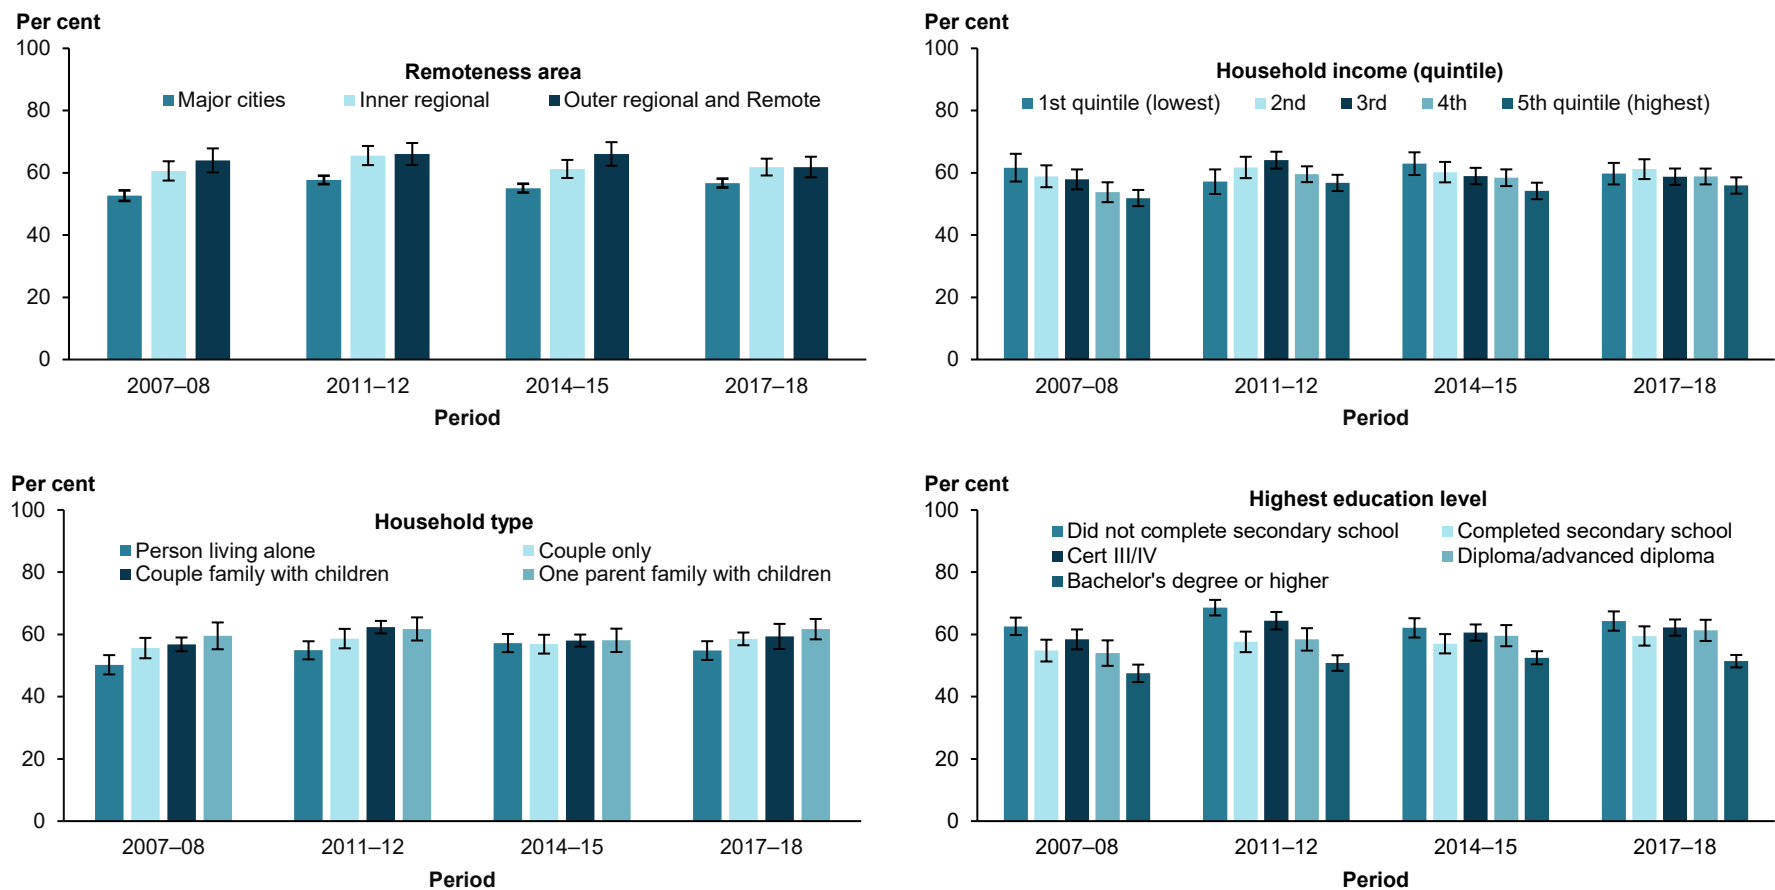 Per cent
100
80
60
40
20
0
Remoteness area
Major cities Inner regional Outer regional and Remote
2007–08 2011–12 2014–15 2017–18
Period
Per cent
100
80
60
40
20
0
Household income (quintile)
1st quintile (lowest) 2nd 3rd 4th 5th quintile (highest)
2007–08 2011–12 2014–15 2017–18
Period
Per cent
100
80
60
40
20
0
Household type
Person living alone Couple only
Couple family with children One parent family with children
2007–08 2011–12 2014–15 2017–18
Period
Per cent
100
80
60
40
20
0
Highest education level
Did not complete secondary school Completed secondary school
Cert III/IV Diploma/advanced diploma
Bachelor's degree or higher
2007–08 2011–12 2014–15 2017–18
Period